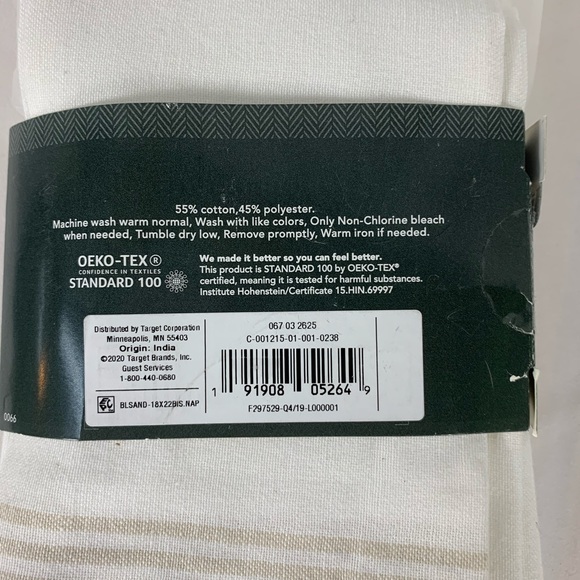 55% cotton,45% polyester.
Machine wash warm normal, Wash with like colors, Only Non-Chlorine bleach
when needed, Tumble dry low, Remove promptly, Warm iron if needed.
OEKO-TEX®
CONFIDENCE IN TEXTILES
STANDARD 100
We made it better so you can feel better.
This product is STANDARD 100 by OEKO-TEX®
certified, meaning it is tested for harmful substances.
Institute Hohenstein/Certificate 15.HIN.69997
Distributed by Target Corporation
Minneapolis, MN 55403
Origin: India
©2020 Target Brands, Inc.
Guest Services
1-800-440-0680
BLSAND-18X22BIS.NAP
067 03 2625
C-001215-01-001-0238
1 91908 05264 9
F297529-Q4/19-L000001
0066